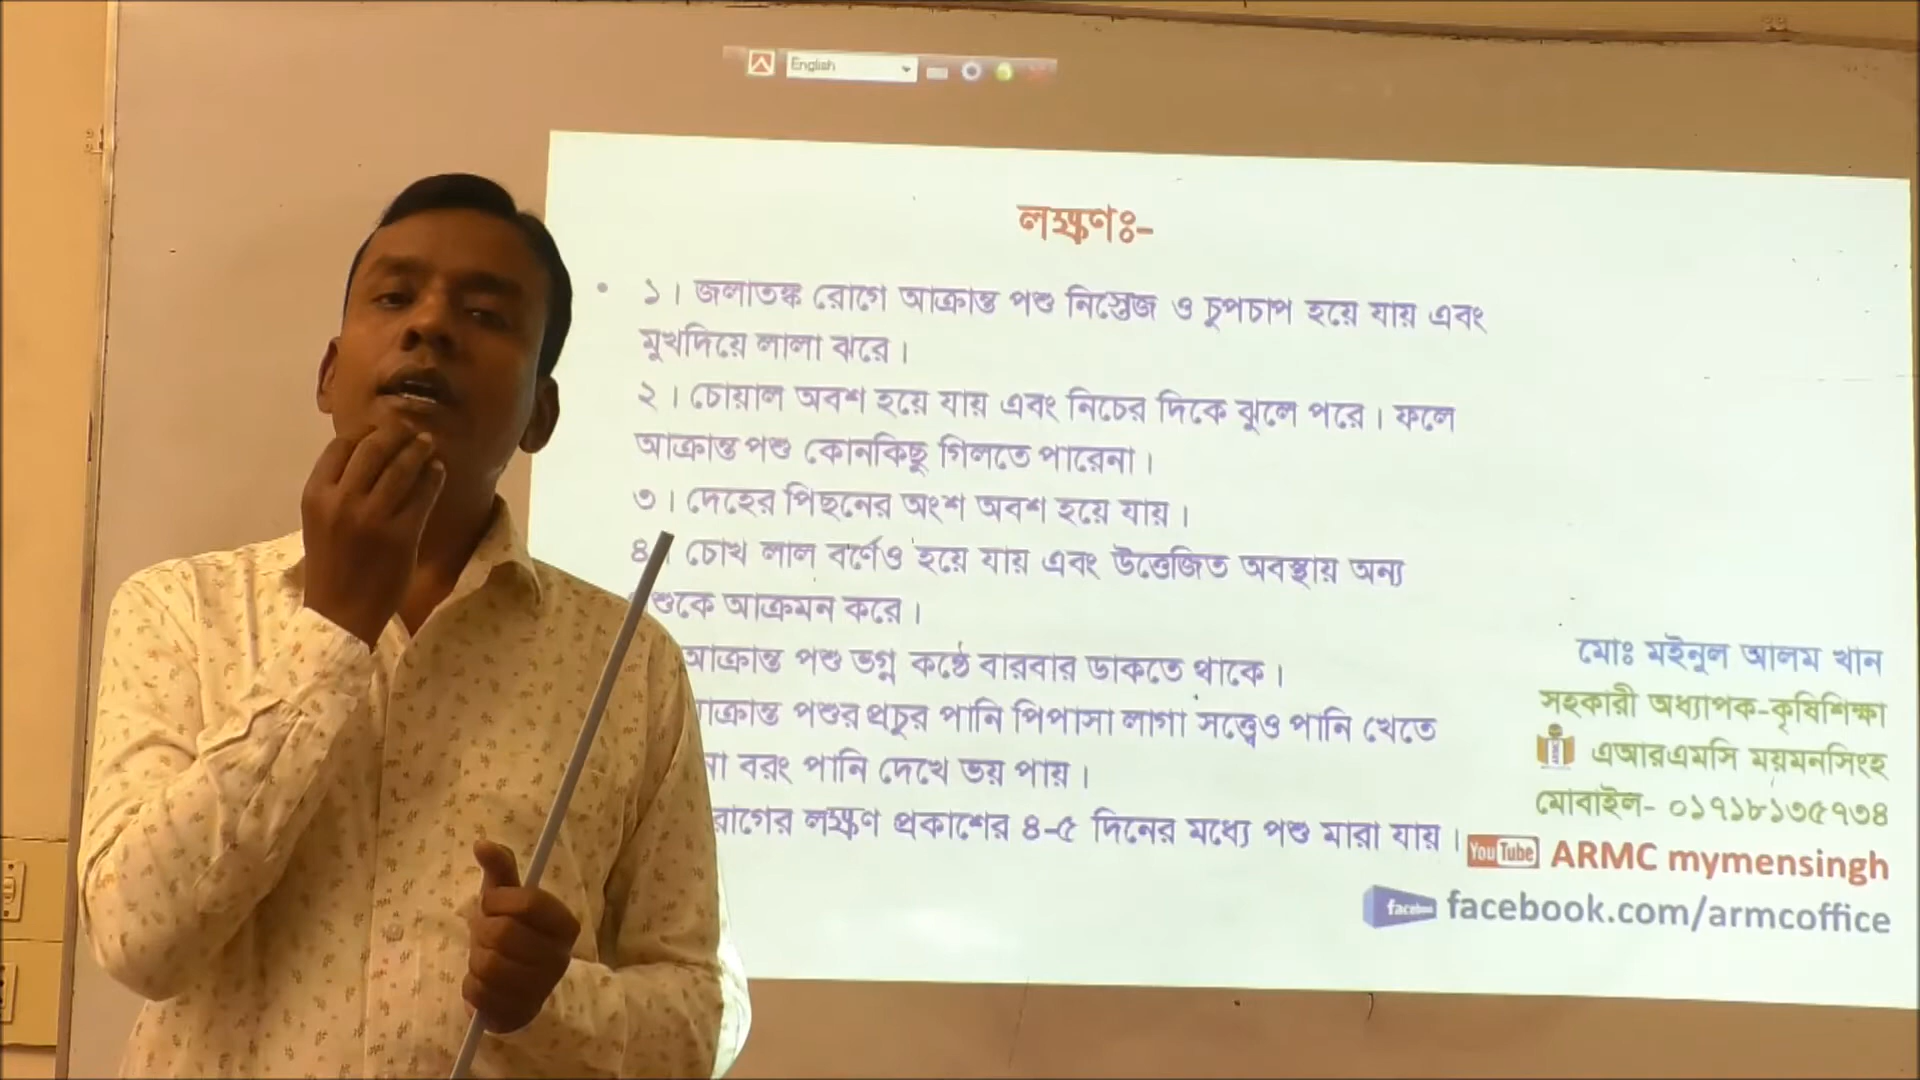 English
লক্ষণঃ-
• ১। জলাতঙ্ক রোগে আক্রান্ত পশু নিস্তেজ ও চুপচাপ হয়ে যায় এবং
মুখদিয়ে লালা ঝরে।
২। চোয়াল অবশ হয়ে যায় এবং নিচের দিকে ঝুলে পরে। ফলে
আক্রান্ত পশু কোনকিছু গিলতে পারেনা।
৩। দেহের পিছনের অংশ অবশ হয়ে যায়।
৪। চোখ লাল বর্ণেও হয়ে যায় এবং উত্তেজিত অবস্থায় অন্য
শুকে আক্রমন করে।
আক্রান্ত পশু ভগ্ন কন্ঠে বারবার ডাকতে থাকে।
ক্রান্ত পশুর প্রচুর পানি পিপাসা লাগা সত্ত্বেও পানি খেতে
না বরং পানি দেখে ভয় পায়।
রোগের লক্ষণ প্রকাশের ৪-৫ দিনের মধ্যে পশু মারা যায়।
মোঃ মইনুল আলম খান
সহকারী অধ্যাপক-কৃষিশিক্ষা
এআরএমসি ময়মনসিংহ
মোবাইল- ০১৭১৮১৩৫৭৩৪
YouTube ARMC mymensingh
facebook facebook.com/armcoffice